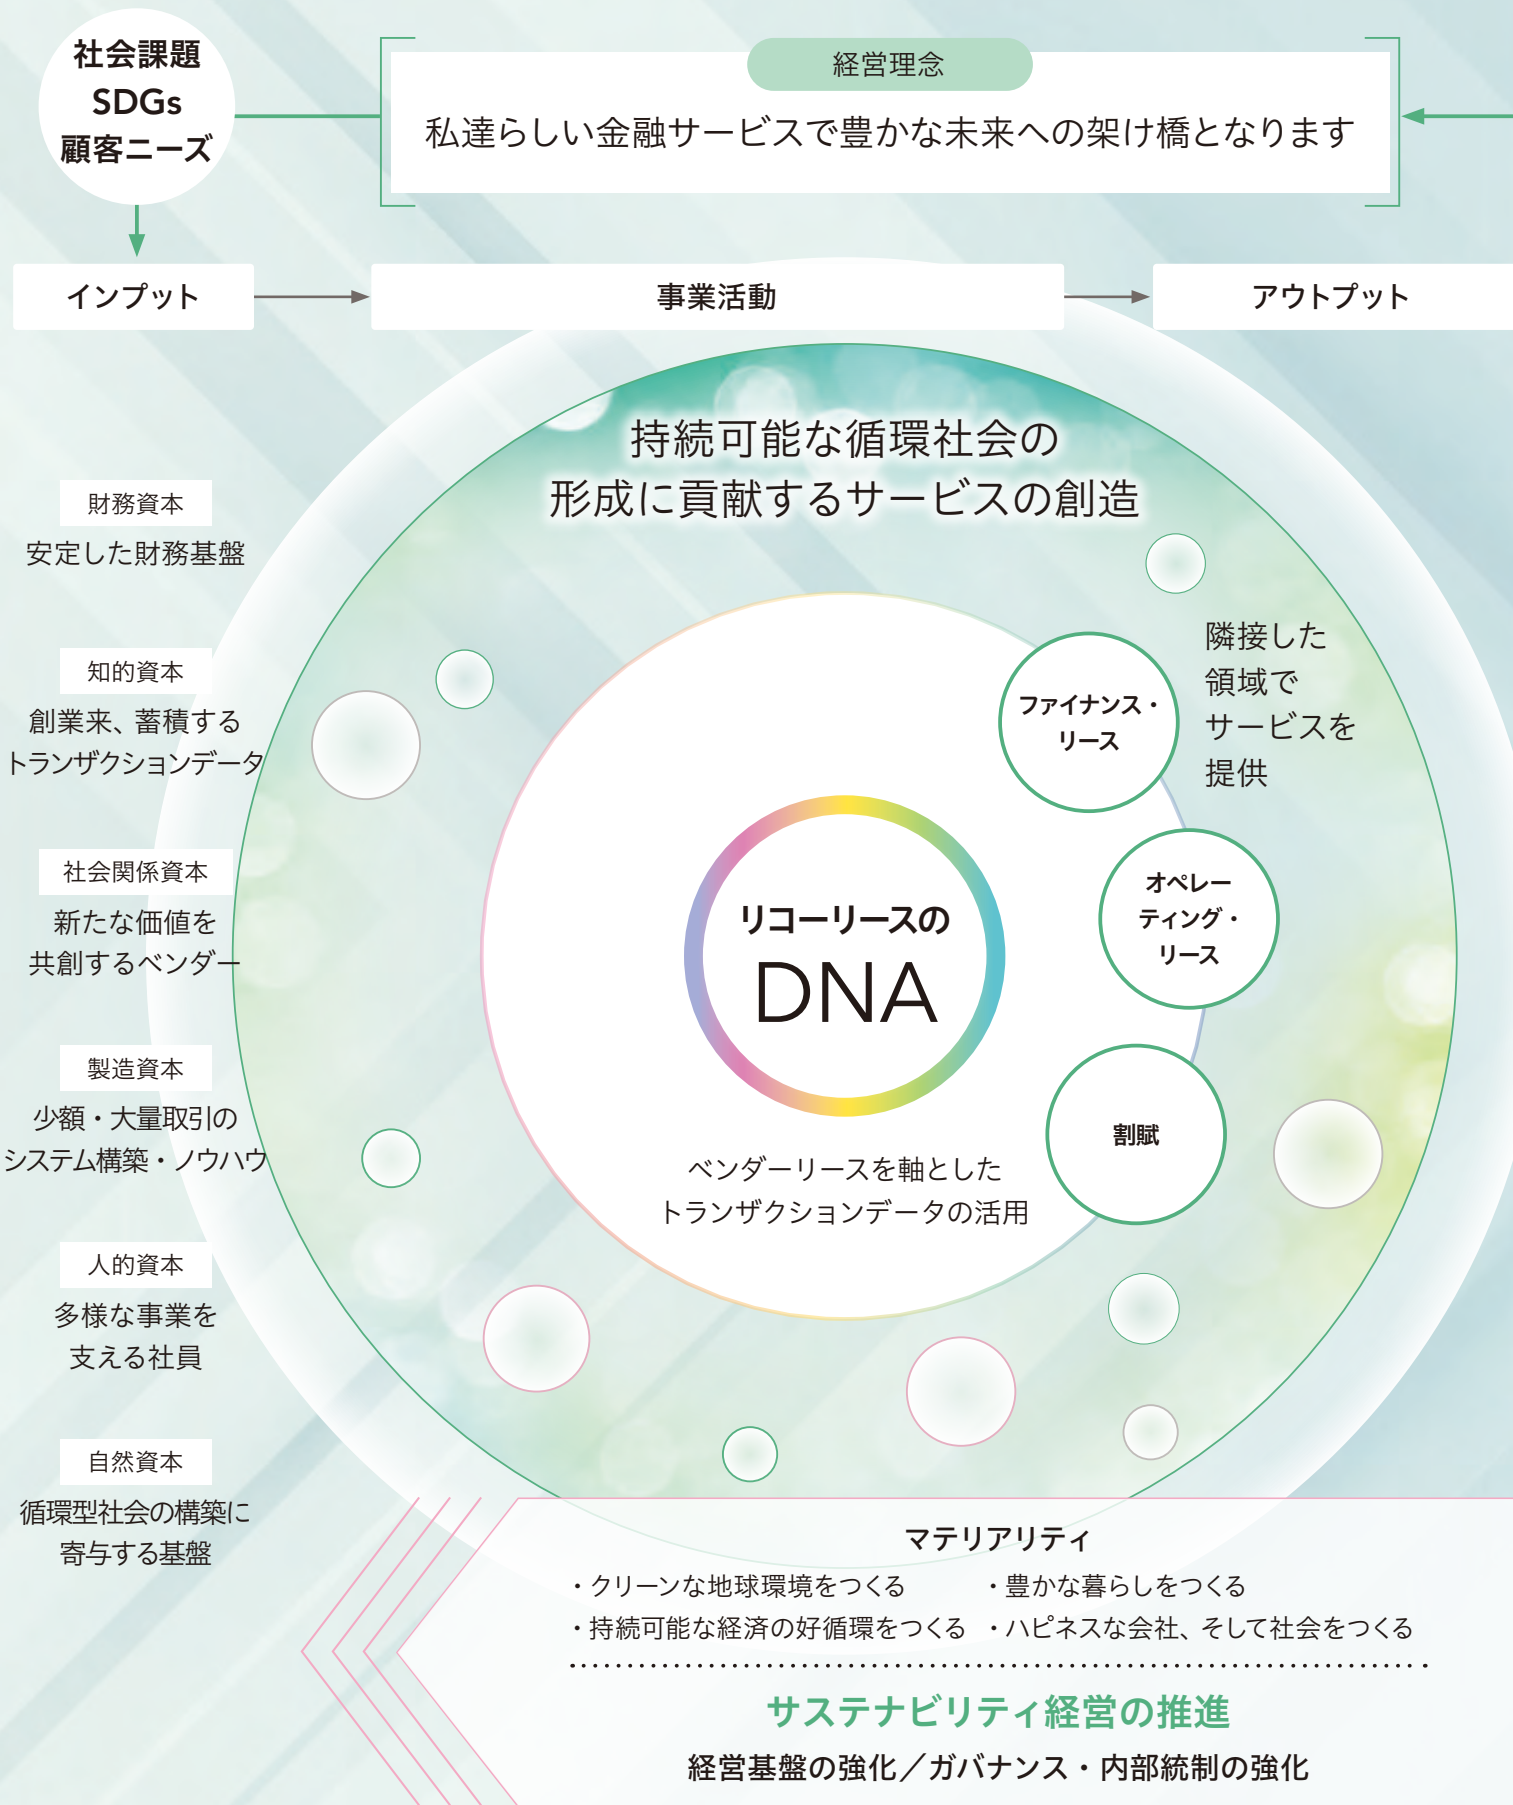 社会課題
SDGs
顧客ニーズ
経営理念
私達らしい金融サービスで豊かな未来への架け橋となります
インプット
事業活動
アウトプット
持続可能な循環社会の
形成に貢献するサービスの創造
財務資本
安定した財務基盤
知的資本
創業来、蓄積する
トランザクションデータ
社会関係資本
新たな価値を
共創するベンダー
製造資本
少額・大量取引の
システム構築・ノウハウ
人的資本
多様な事業を
支える社員
自然資本
循環型社会の構築に
寄与する基盤
ファイナンス・
リース
隣接した
領域で
サービスを
提供
オペレー
ティング・
リース
リコーリースの
DNA
割賦
ベンダーリースを軸とした
トランザクションデータの活用
マテリアリティ
・クリーンな地球環境をつくる
・豊かな暮らしをつくる
・持続可能な経済の好循環をつくる
・ハピネスな会社、そして社会をつくる
サステナビリティ経営の推進
経営基盤の強化／ガバナンス・内部統制の強化